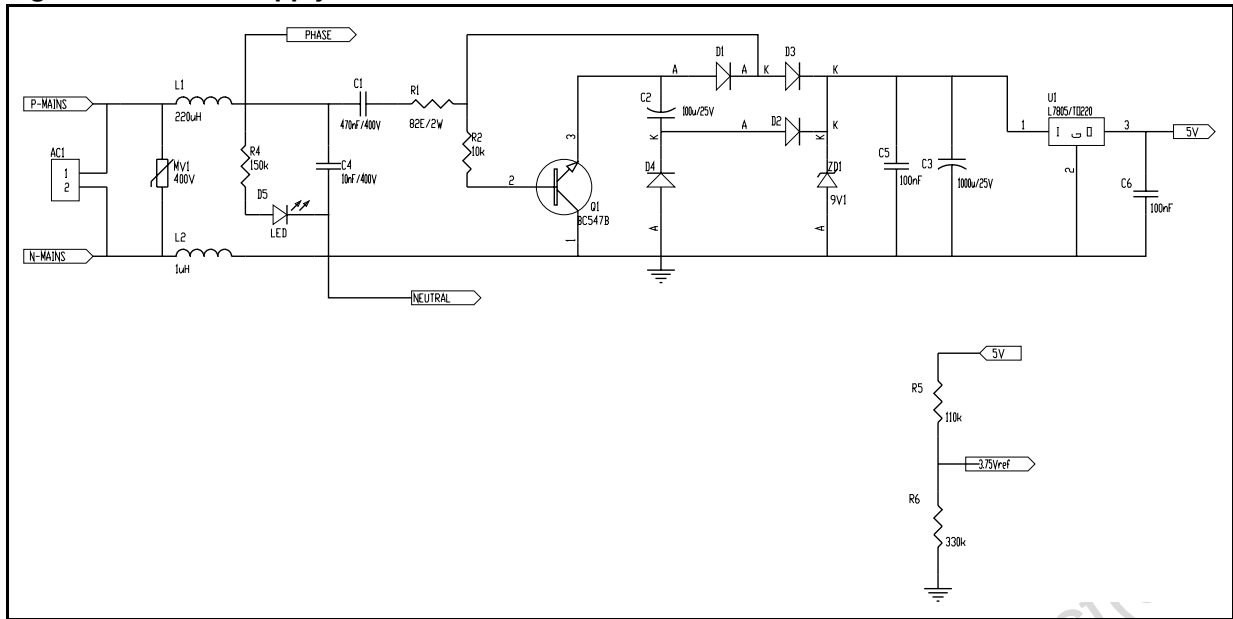 PHASE
P-MAINS
L1
220uH
AC1
1
2
MV1
400V
R4
150k
D5
LED
C1
470nF/400V
C4
10nF/400V
R1
82E/2W
R2
10k
2
3
1
Q1
BC547B
L2
1uH
N-MAINS
NEUTRAL
D1
A
A
C2
100u/25V
K
D4
A
D3
K
K
A
D2
K
ZD1
9V1
A
C5
100nF
C3
1000u/25V
U1
L7805/TO220
1
I G O
3
2
5V
C6
100nF
5V
R5
110k
3.75Vref
R6
330k